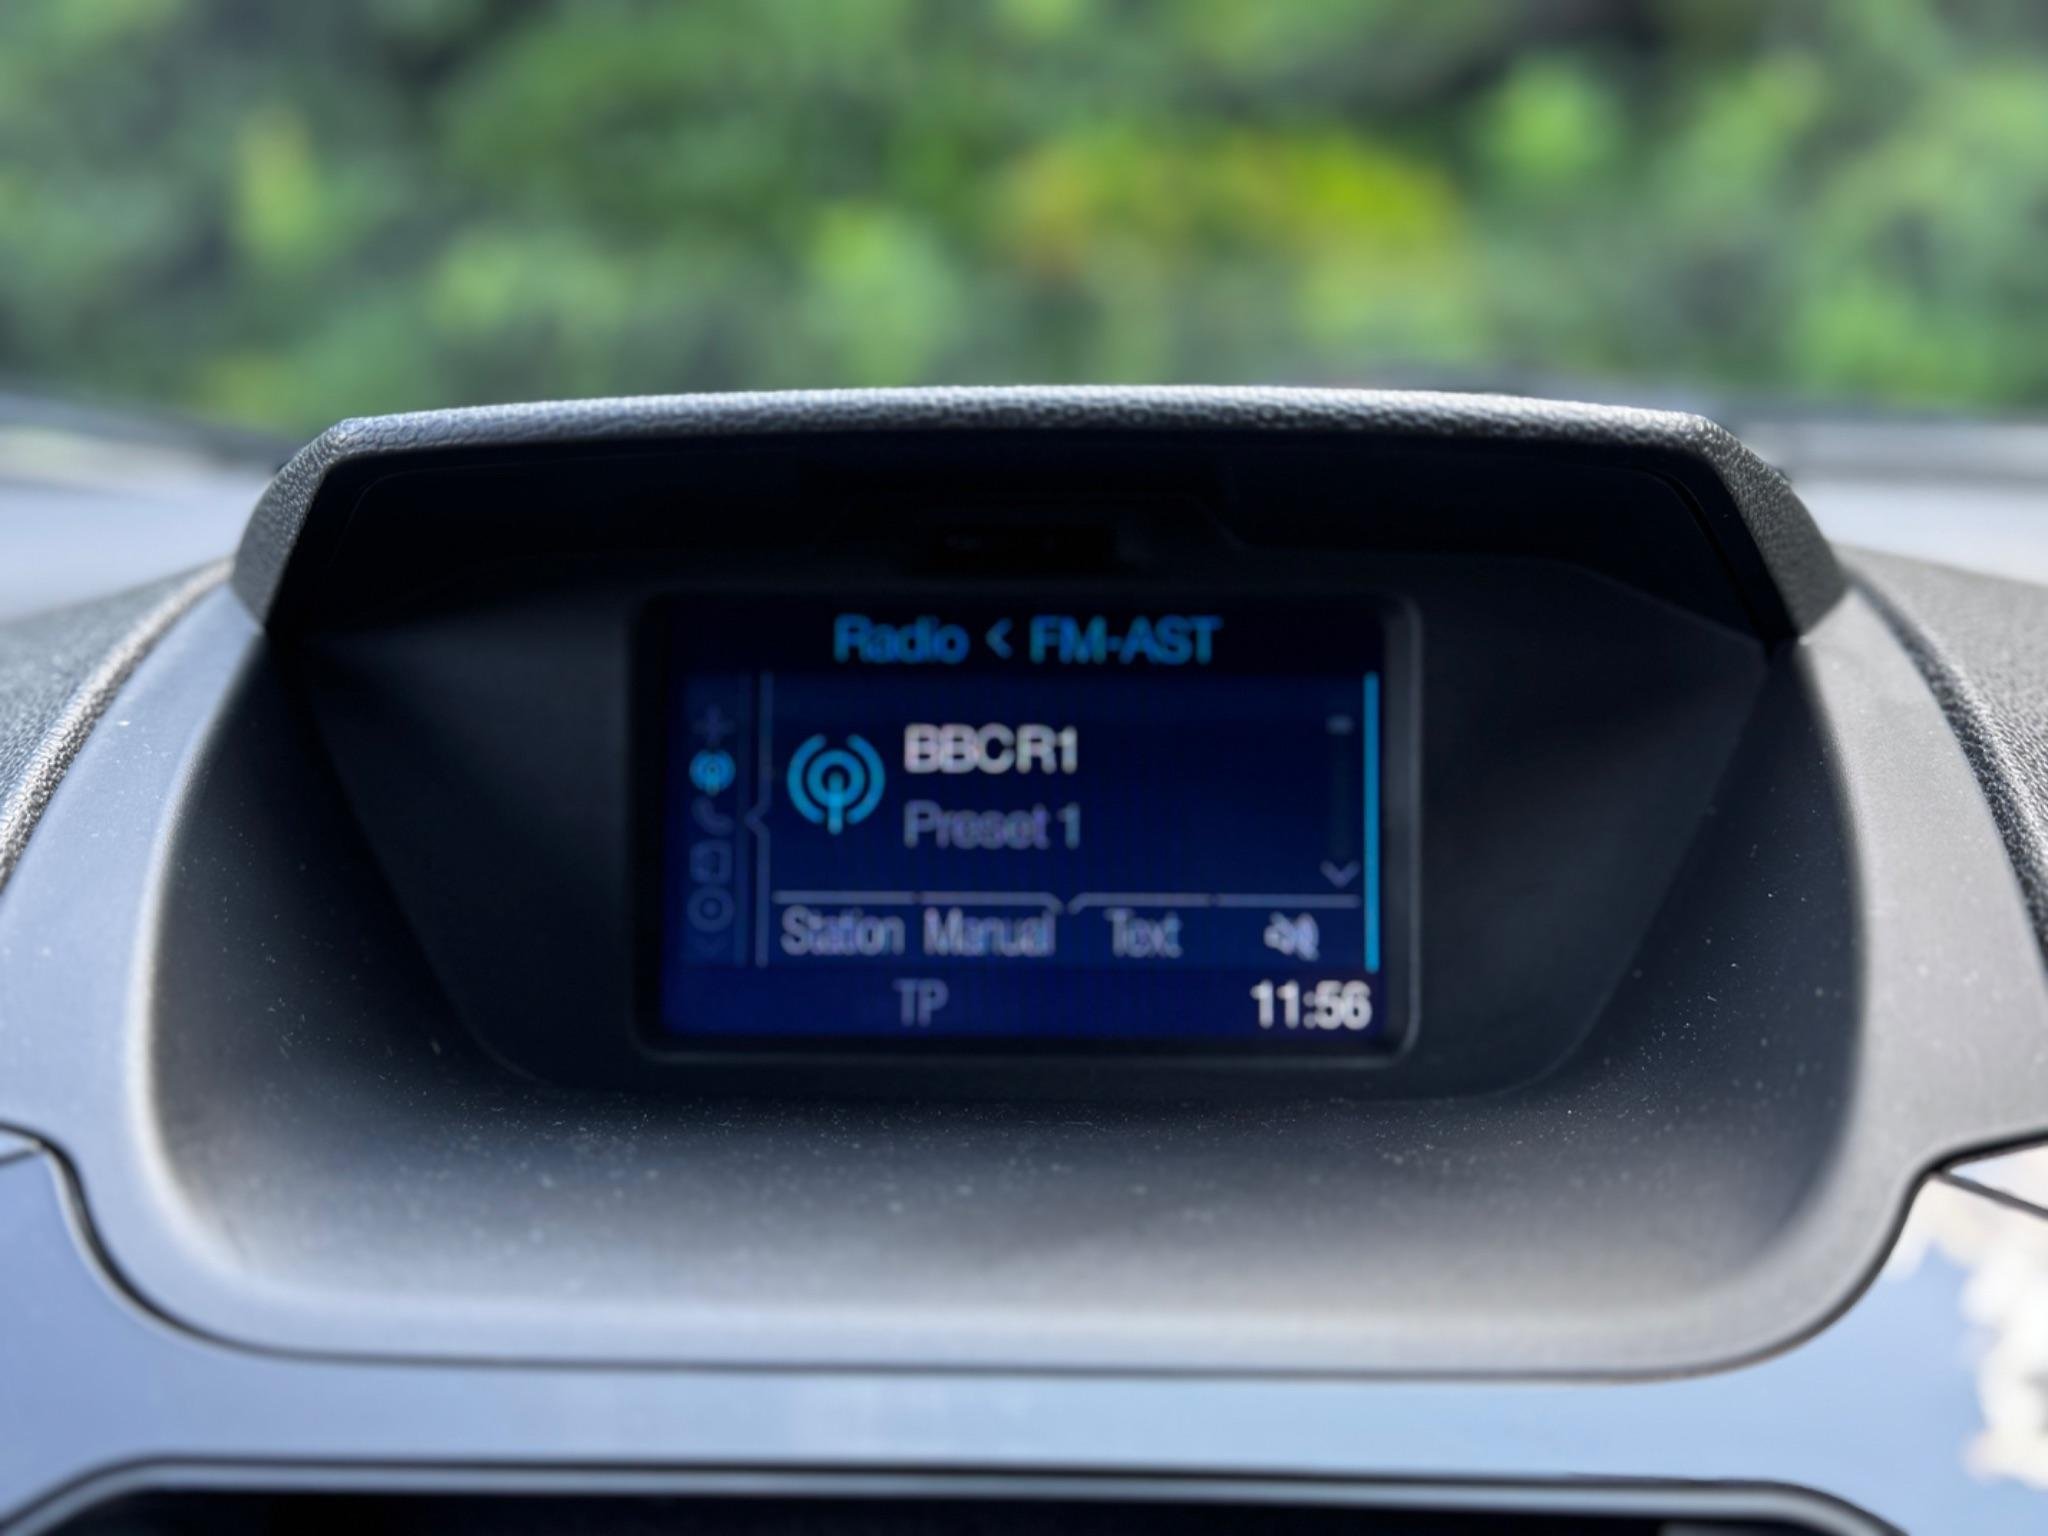 Radio < FM-AST
BBCR1
Preset 1
Station Manual Text
TP 11:56